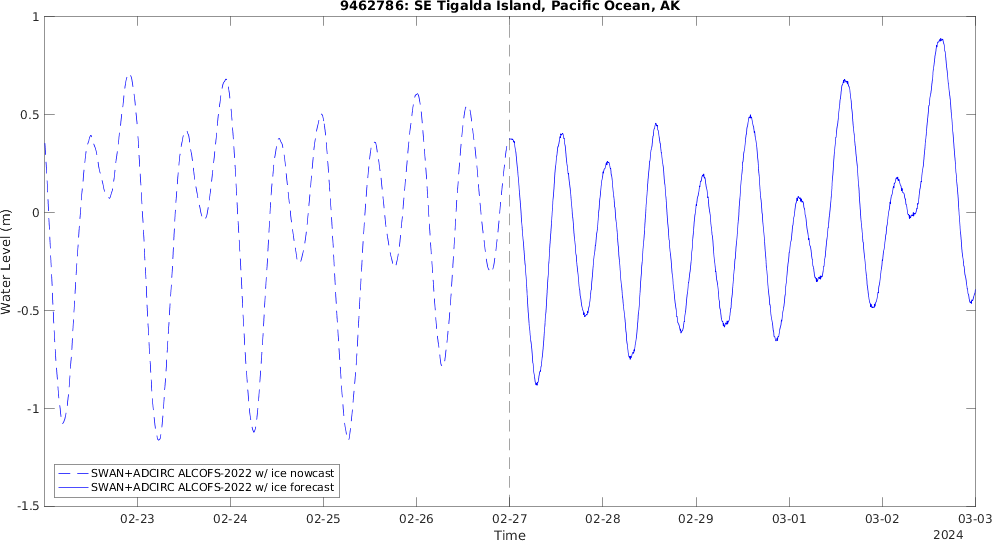 9462786: SE Tigalda Island, Pacific Ocean, AK
1
0.5
0
-0.5
-1
-1.5
Water Level (m)
SWAN+ADCIRC ALCOFS-2022 w/ ice nowcast
SWAN+ADCIRC ALCOFS-2022 w/ ice forecast
02-23 02-24 02-25 02-26 02-27 02-28 02-29 03-01 03-02 03-03
Time
2024